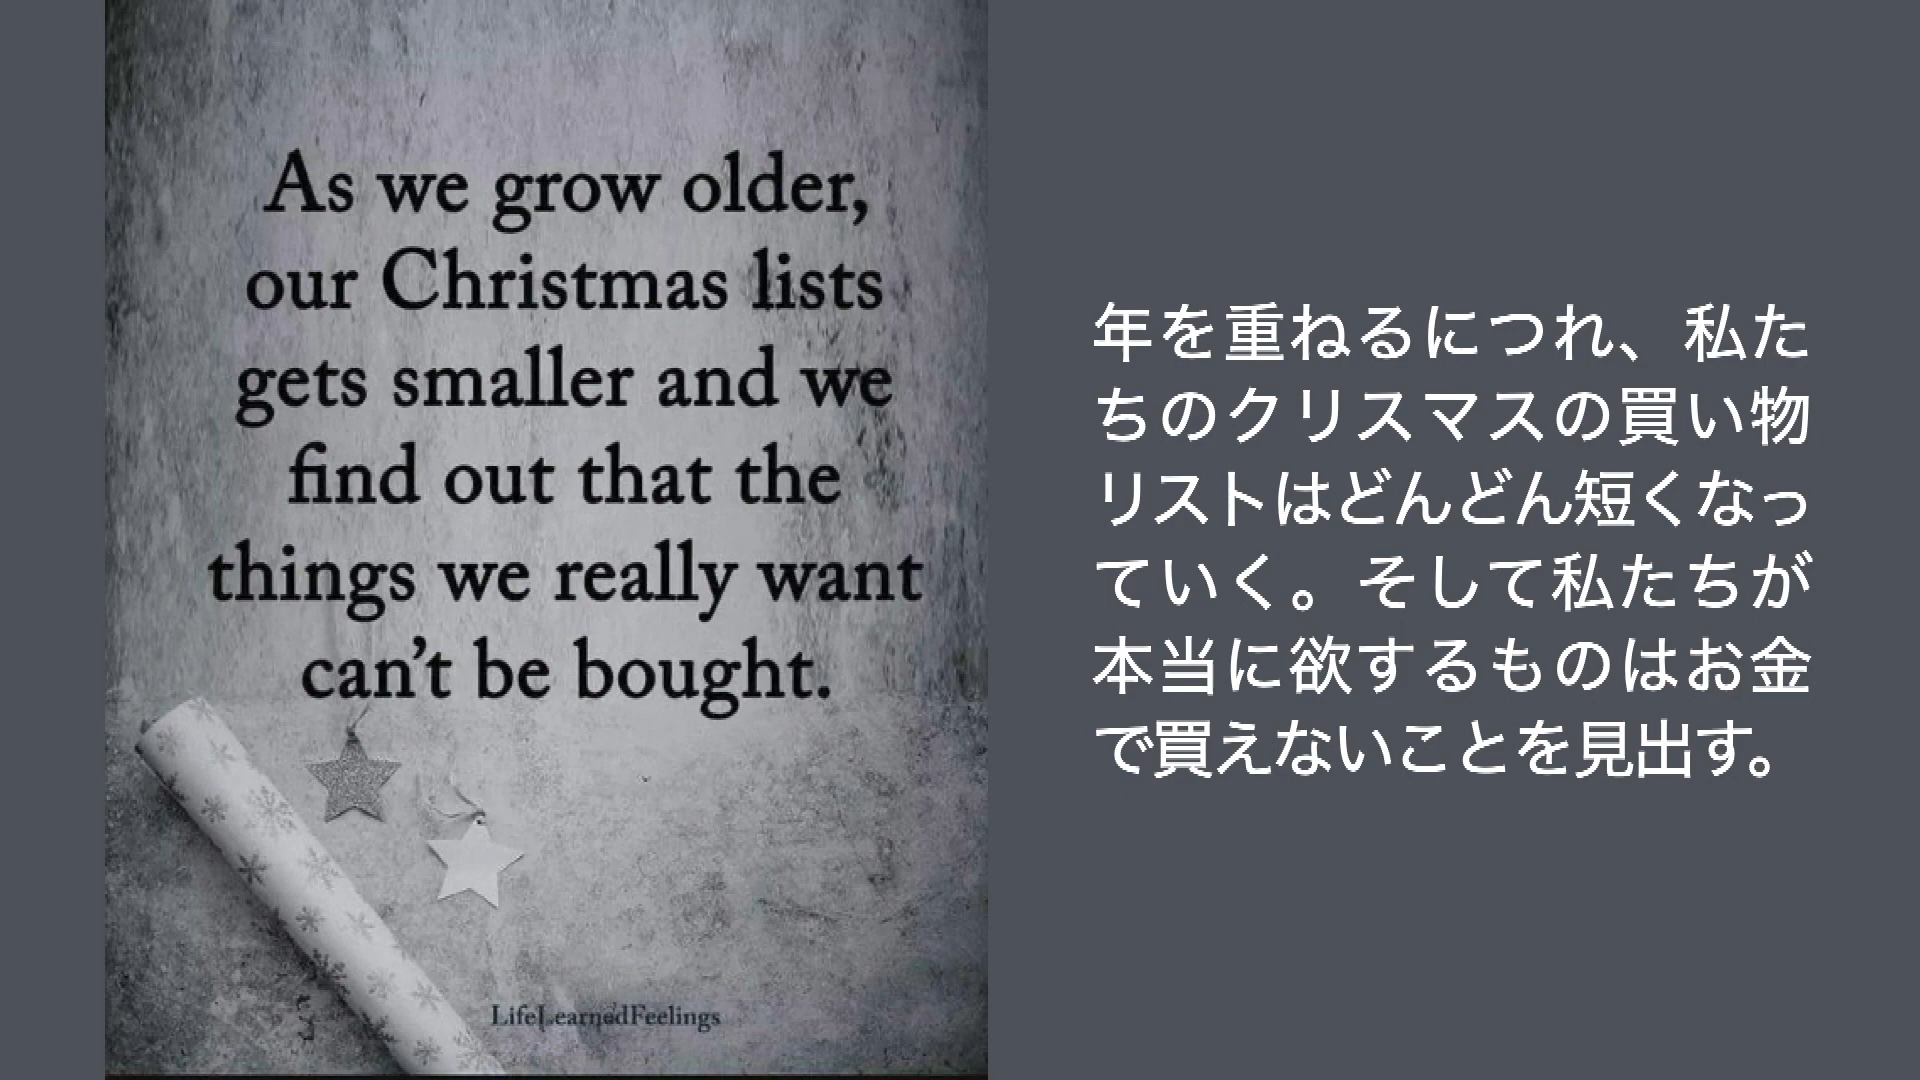 As we grow older,
our Christmas lists
gets smaller and we
find out that the
things we really want
can't be bought.
LifeLearnedFeelings
年を重ねるにつれ、私た
ちのクリスマスの買い物
リストはどんどん短くなっ
ていく。そして私たちが
本当に欲するものはお金
で買えないことを見出す。